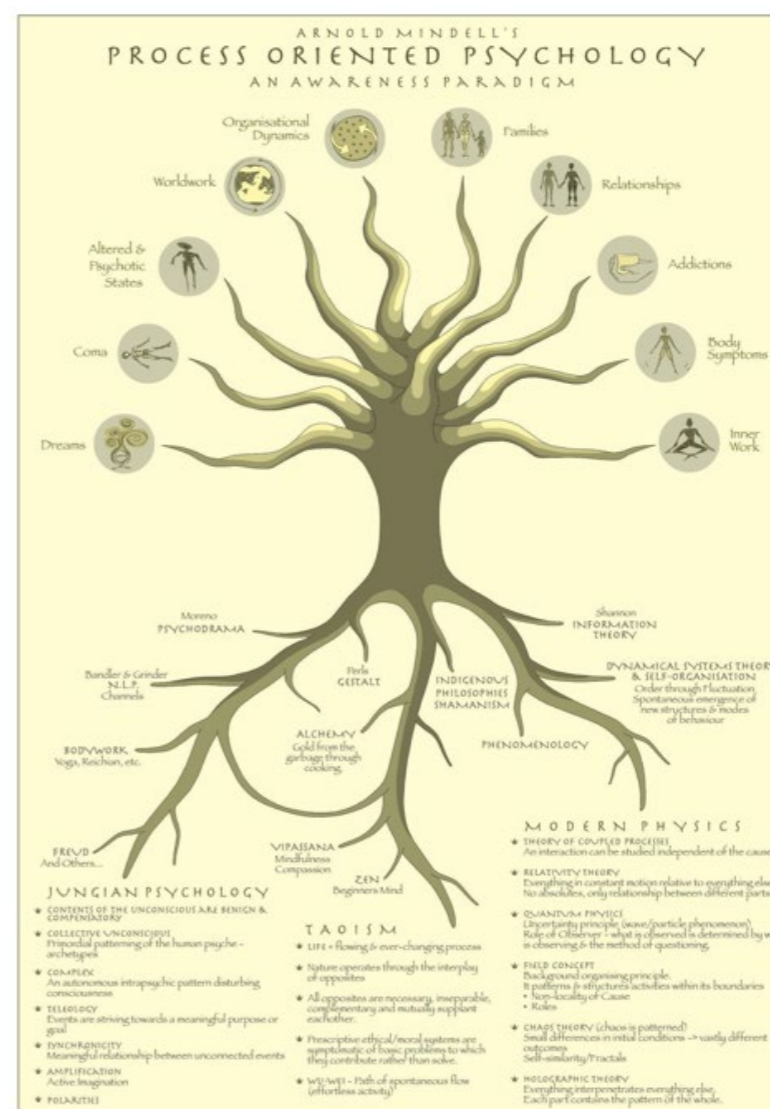 ARNOLD MINDELL'S
PROCESS ORIENTED PSYCHOLOGY
AN AWARENESS PARADIGM
Organisational
Dynamics
Families
Worldwork
Relationships
Altered &
Psychotic
States
Addictions
Coma
Body
Symptoms
Dreams
Inner
Work
Moreno
PSYCHODRAMA
Shannon
INFORMATION
THEORY
Bandler & Grinder
N.L.P.
Channels
Perls
GESTALT
INDIGENOUS
PHILOSOPHIES
SHAMANISM
DYNAMICAL SYSTEMS THEORY
& SELF-ORGANISATION
Order through Fluctuation
Spontaneous emergence of
new structures & modes
of behaviour
BODYWORK
Yoga, Reichian, etc.
ALCHEMY
Gold from the
garbage through
cooking.
PHENOMENOLOGY
FREUD
And Others...
VIPASSANA
Mindfulness
Compassion
ZEN
Beginners Mind
JUNGIAN PSYCHOLOGY
★ CONTENTS OF THE UNCONSCIOUS ARE BENIGN &
COMPENSATORY
★ COLLECTIVE UNCONSCIOUS
Primordial patterning of the human psyche -
archetypes
★ COMPLEX
An autonomous intrapsychic pattern disturbing
consciousness
★ TELEOLOGY
Events are striving towards a meaningful purpose or
goal
★ SYNCHRONICITY
Meaningful relationship between unconnected events
★ AMPLIFICATION
Active Imagination
★ POLARITIES
TAOISM
★ LIFE = flowing & ever-changing process
★ Nature operates through the interplay
of opposites
★ All opposites are necessary, inseparable,
complementary and mutually supplant
eachother.
★ Prescriptive ethical/moral systems are
symptomatic of basic problems to which
they contribute rather than solve.
★ WU-WEI - Path of spontaneous flow
(effortless activity)
MODERN PHYSICS
★ THEORY OF COUPLED PROCESSES
An interaction can be studied independent of the cause
★ RELATIVITY THEORY
Everything in constant motion relative to everything else
No absolutes, only relationship between different parts
★ QUANTUM PHYSICS
Uncertainty principle (wave/particle phenomenon)
Role of Observer - what is observed is determined by
is observing & the method of questioning.
★ FIELD CONCEPT
Background organising principle.
It patterns & structures activities within its boundaries
• Non-locality of Cause
• Roles
★ CHAOS THEORY (chaos is patterned)
Small differences in initial conditions -> vastly different
outcomes
Self-similarity/Fractals
★ HOLOGRAPHIC THEORY
Everything interpenetrates everything else,
Each part contains the pattern of the whole.